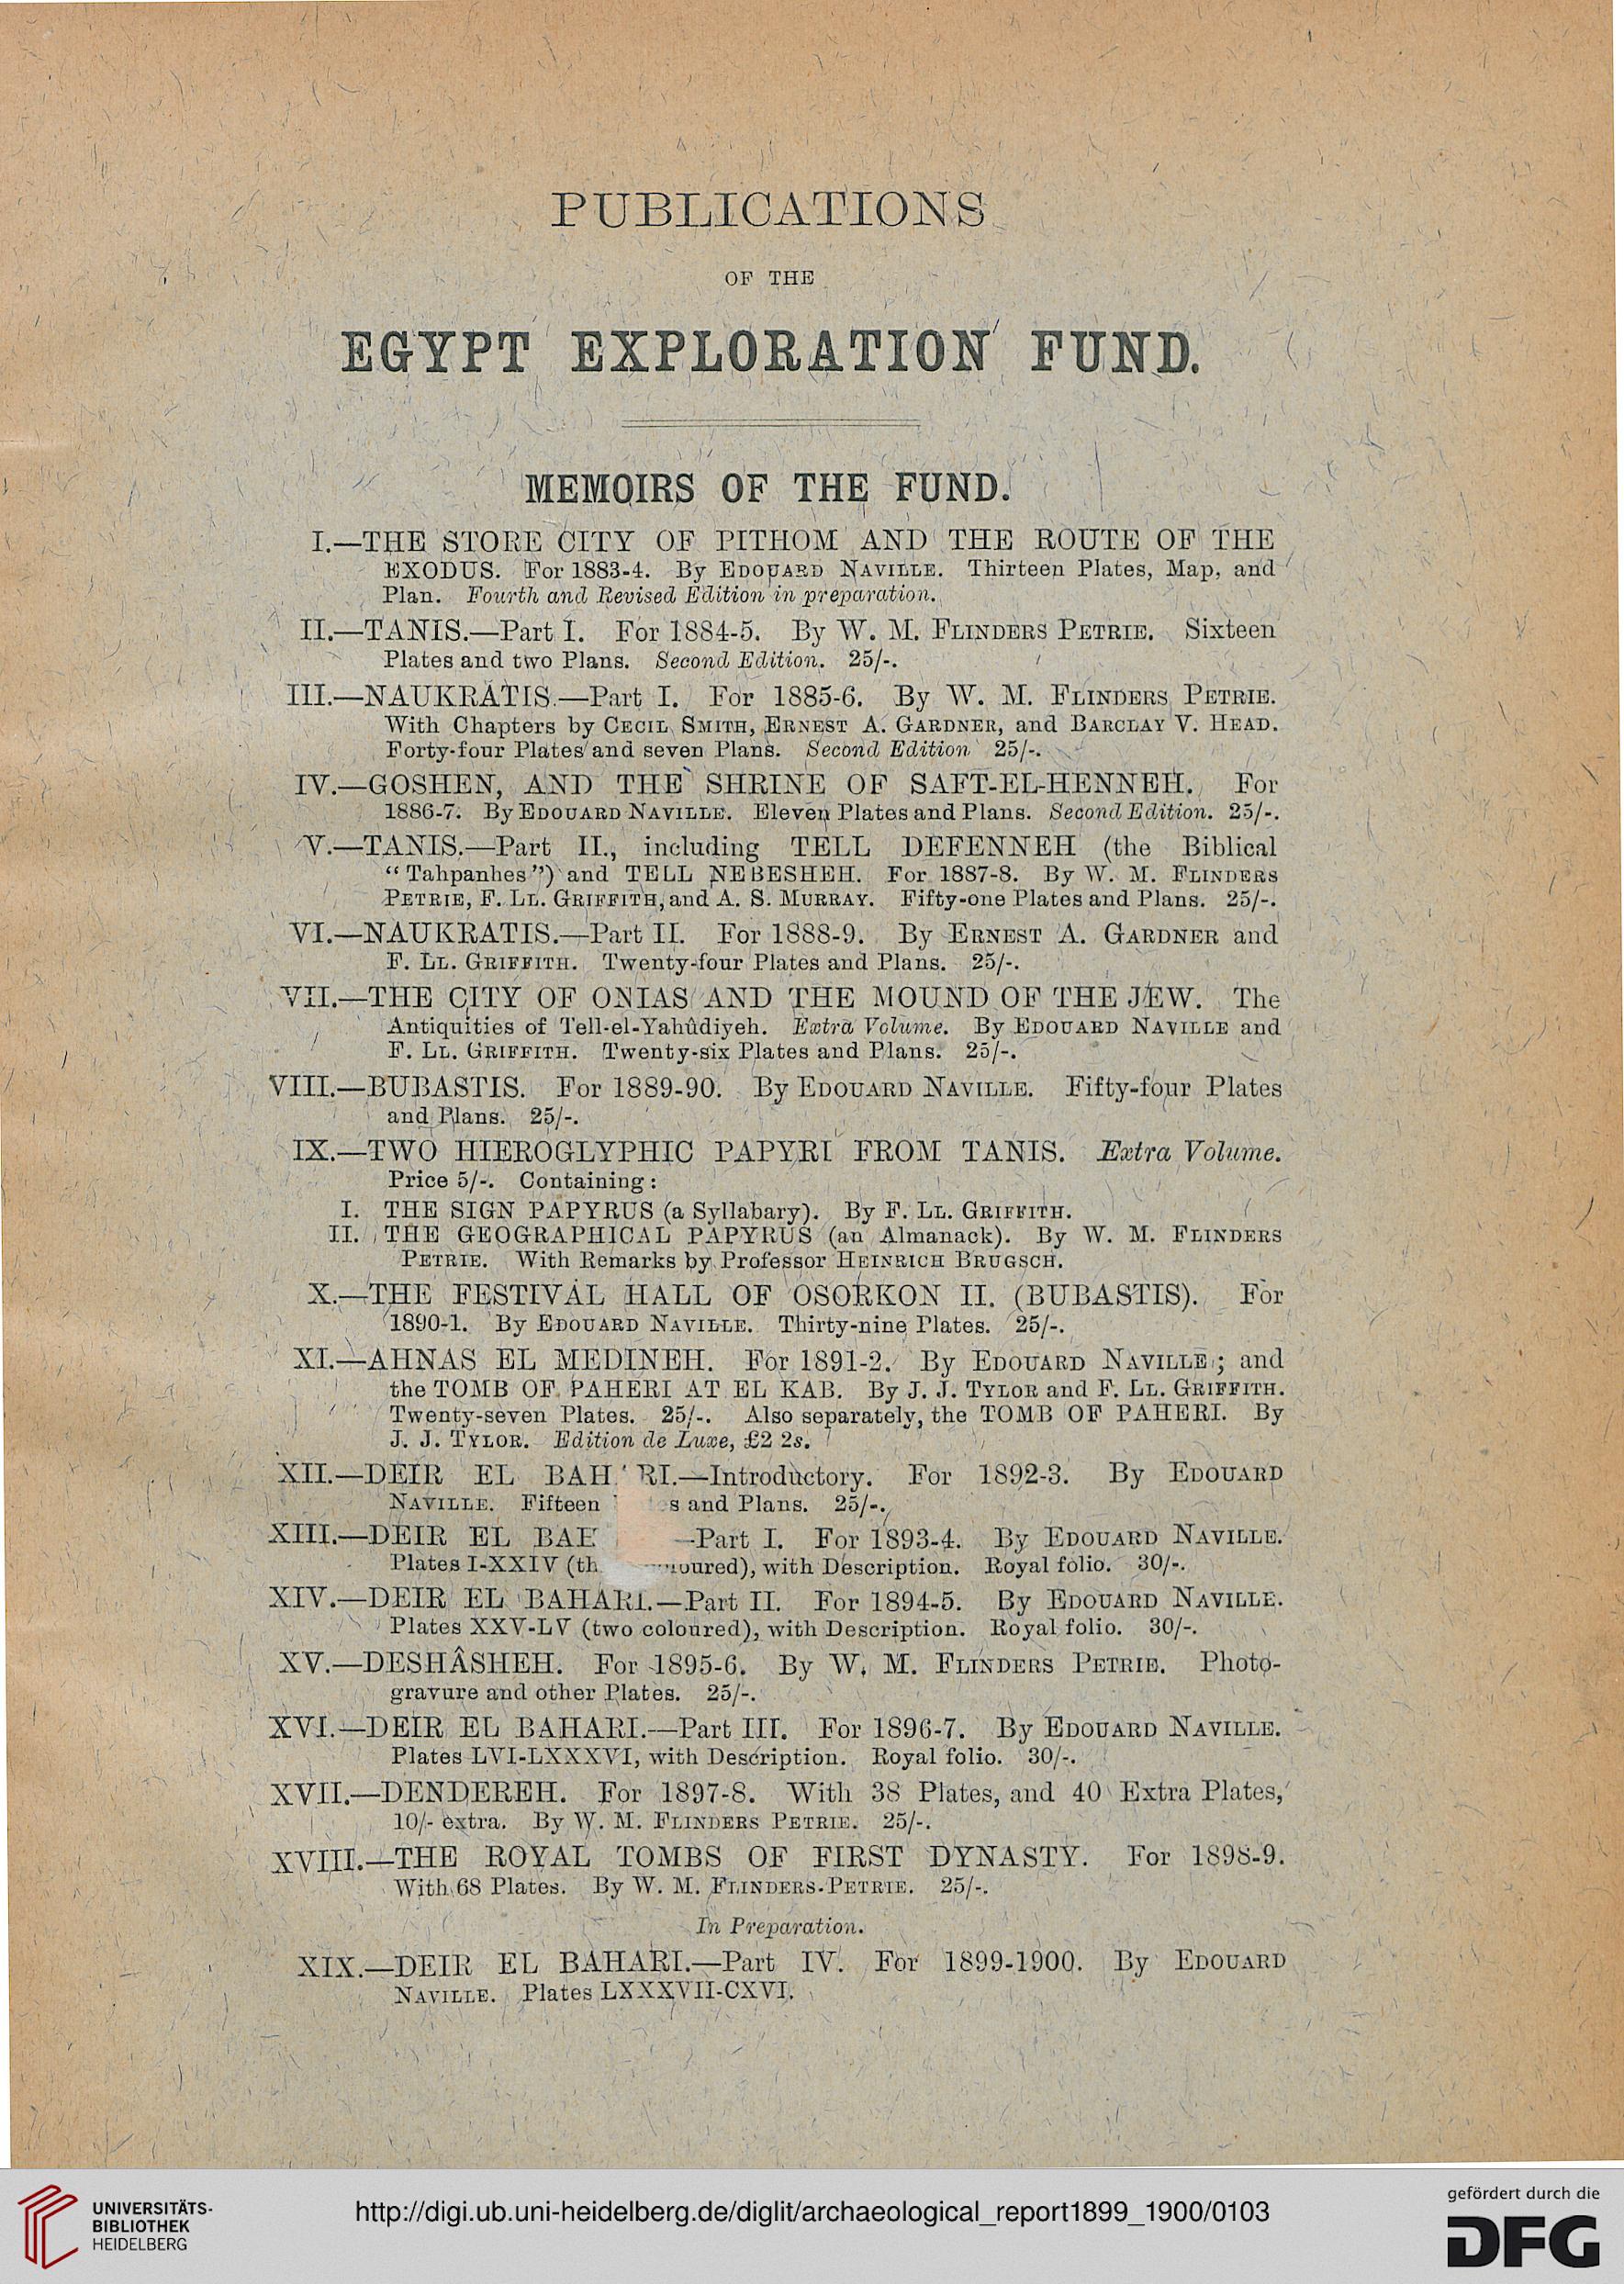 PUBLICATIONS
OF THE
EGYPT EXPLORATION FUND.
MEMOIRS OF THE FUND.
I.—THE STORE CITY OF PITHOM AND THE ROUTE OF THE
EXODUS. For 1883-4. By EDOUARD NAVILLE. Thirteen Plates, Map, and
Plan. Fourth and Revised Edition in preparation.
II.—TANIS.—Part I. For 1884-5. By W. M. FLINDERS PETRIE. Sixteen
Plates and two Plans. Second Edition. 25/-.
III.—NAUKRATIS.—Part I. For 1885-6. By W. M. FLINDERS PETRIE.
With Chapters by CECIL SMITH, ERNEST A. GARDNER, and BARCLAY V. HEAD.
Forty-four Plates and seven Plans. Second Edition 25/-.
IV.—GOSHEN, AND THE SHRINE OF SAFT-EL-HENNEH. For
1886-7. By EDOUARD NAVILLE. Eleven Plates and Plans. Second Edition. 25/-.
V.—TANIS.—Part II., including TELL DEFENNEH (the Biblical
“Tahpanhes”) and TELL NEBESHEH. For 1887-8. By W. M. FLINDERS
PETRIE, F. LL. GRIFFITH, and A. S. MURRAY. Fifty-one Plates and Plans. 25/-.
VI.—NAUKRATIS.—Part II. For 1888-9. By ERNEST A. GARDNER and
F. LL. GRIFFITH. Twenty-four Plates and Plans. 25/-.
VII.—THE CITY OF ONIAS AND THE MOUND OF THE JEW. The
Antiquities of Tell-el-Yahûdiyeh. Extra Volume. By EDOUARD NAVILLE and
F. LL. GRIFFITH. Twenty-six Plates and Plans. 25/-.
VIII.—BUBASTIS. For 1889-90. By EDOUARD NAVILLE. Fifty-four Plates
and Plans. 25/-.
IX.—TWO HIEROGLYPHIC PAPYRI FROM TANIS. Extra Volume.
Price 5/-. Containing:
I. THE SIGN PAPYRUS (a Syllabary). By F. LL. GRIFFITH.
II. THE GEOGRAPHICAL PAPYRUS (an Almanack). By W. M. FLINDERS
PETRIE. With Remarks by Professor HEINRICH BRUGSCH.
X.—THE FESTIVAL HALL OF OSORKON II. (BUBASTIS). For
1890-1. By EDOUARD NAVILLE. Thirty-nine Plates. 25/-.
XI.—AHNAS EL MEDINEH. For 1891-2. By EDOUARD NAVILLE; and
the TOMB OF PAHERI AT EL KAB. By J. J. TYLOR and F. LL. GRIFFITH.
Twenty-seven Plates. 25/-. Also separately, the TOMB OF PAHERI. By
J. J. TYLOR. Edition de Luxe, £2 2s.
XII.—DEIR EL BAH RI.—Introductory. For 1892-3. By EDOUARD
NAVILLE. Fifteen s and Plans. 25/-.
XIII.—DEIR EL —Part I. For 1893-4. By EDOUARD NAVILLE.
Plates I-XXIV (th oured), with Description. Royal folio. 30/-.
XIV.—DEIR EL BAHARI.—Part II. For 1894-5. By EDOUARD NAVILLE.
Plates XXV-LV (two coloured), with Description. Royal folio. 30/-.
XV.—DESHÂSHEH. For 1895-6. By W. M. FLINDERS PETRIE. Photo-
gravure and other Plates. 25/-.
XVI.—DEIR EL BAHARI.—Part III. For 1896-7. By EDOUARD NAVILLE.
Plates LVI-LXXXVI, with Description. Royal folio. 30/-.
XVII.—DENDEREH. For 1897-8. With 38 Plates, and 40 Extra Plates,
10/- extra. By W. M. FLINDERS PETRIE. 25/-.
XVIII.—THE ROYAL TOMBS OF FIRST DYNASTY. For 1898-9.
With 68 Plates. By W. M. FLINDERS-PETRIE. 25/-.
In Preparation.
XIX.—DEIR EL BAHARI.—Part IV. For 1899-1900. By EDOUARD
NAVILLE. Plates LXXXVII-CXVI.
UNIVERSITÄTS-
BIBLIOTHEK
HEIDELBERG
http://digi.ub.uni-heidelberg.de/diglit/archaeological_report1899_1900/0103
gefördert durch die
DFG